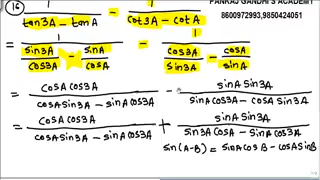 PANKAJ GANDHI'S ACADEMY
8600972993,9850424051
16 1/(tan3A - tanA) - 1/(cot3A - cotA)
= 1/(sin3A/cos3A - sinA/cosA) - 1/(cos3A/sin3A - cosA/sinA)
= cosA cos3A/(cosA sin3A - sinA cos3A) - sinA sin3A/(sinA cos3A - cosA sin3A)
= cosA cos3A/(cosA sin3A - sinA cos3A) + sinA sin3A/(sin3A cosA - sinA cos3A)
sin(A-B) = sinA cosB - cosA sinB